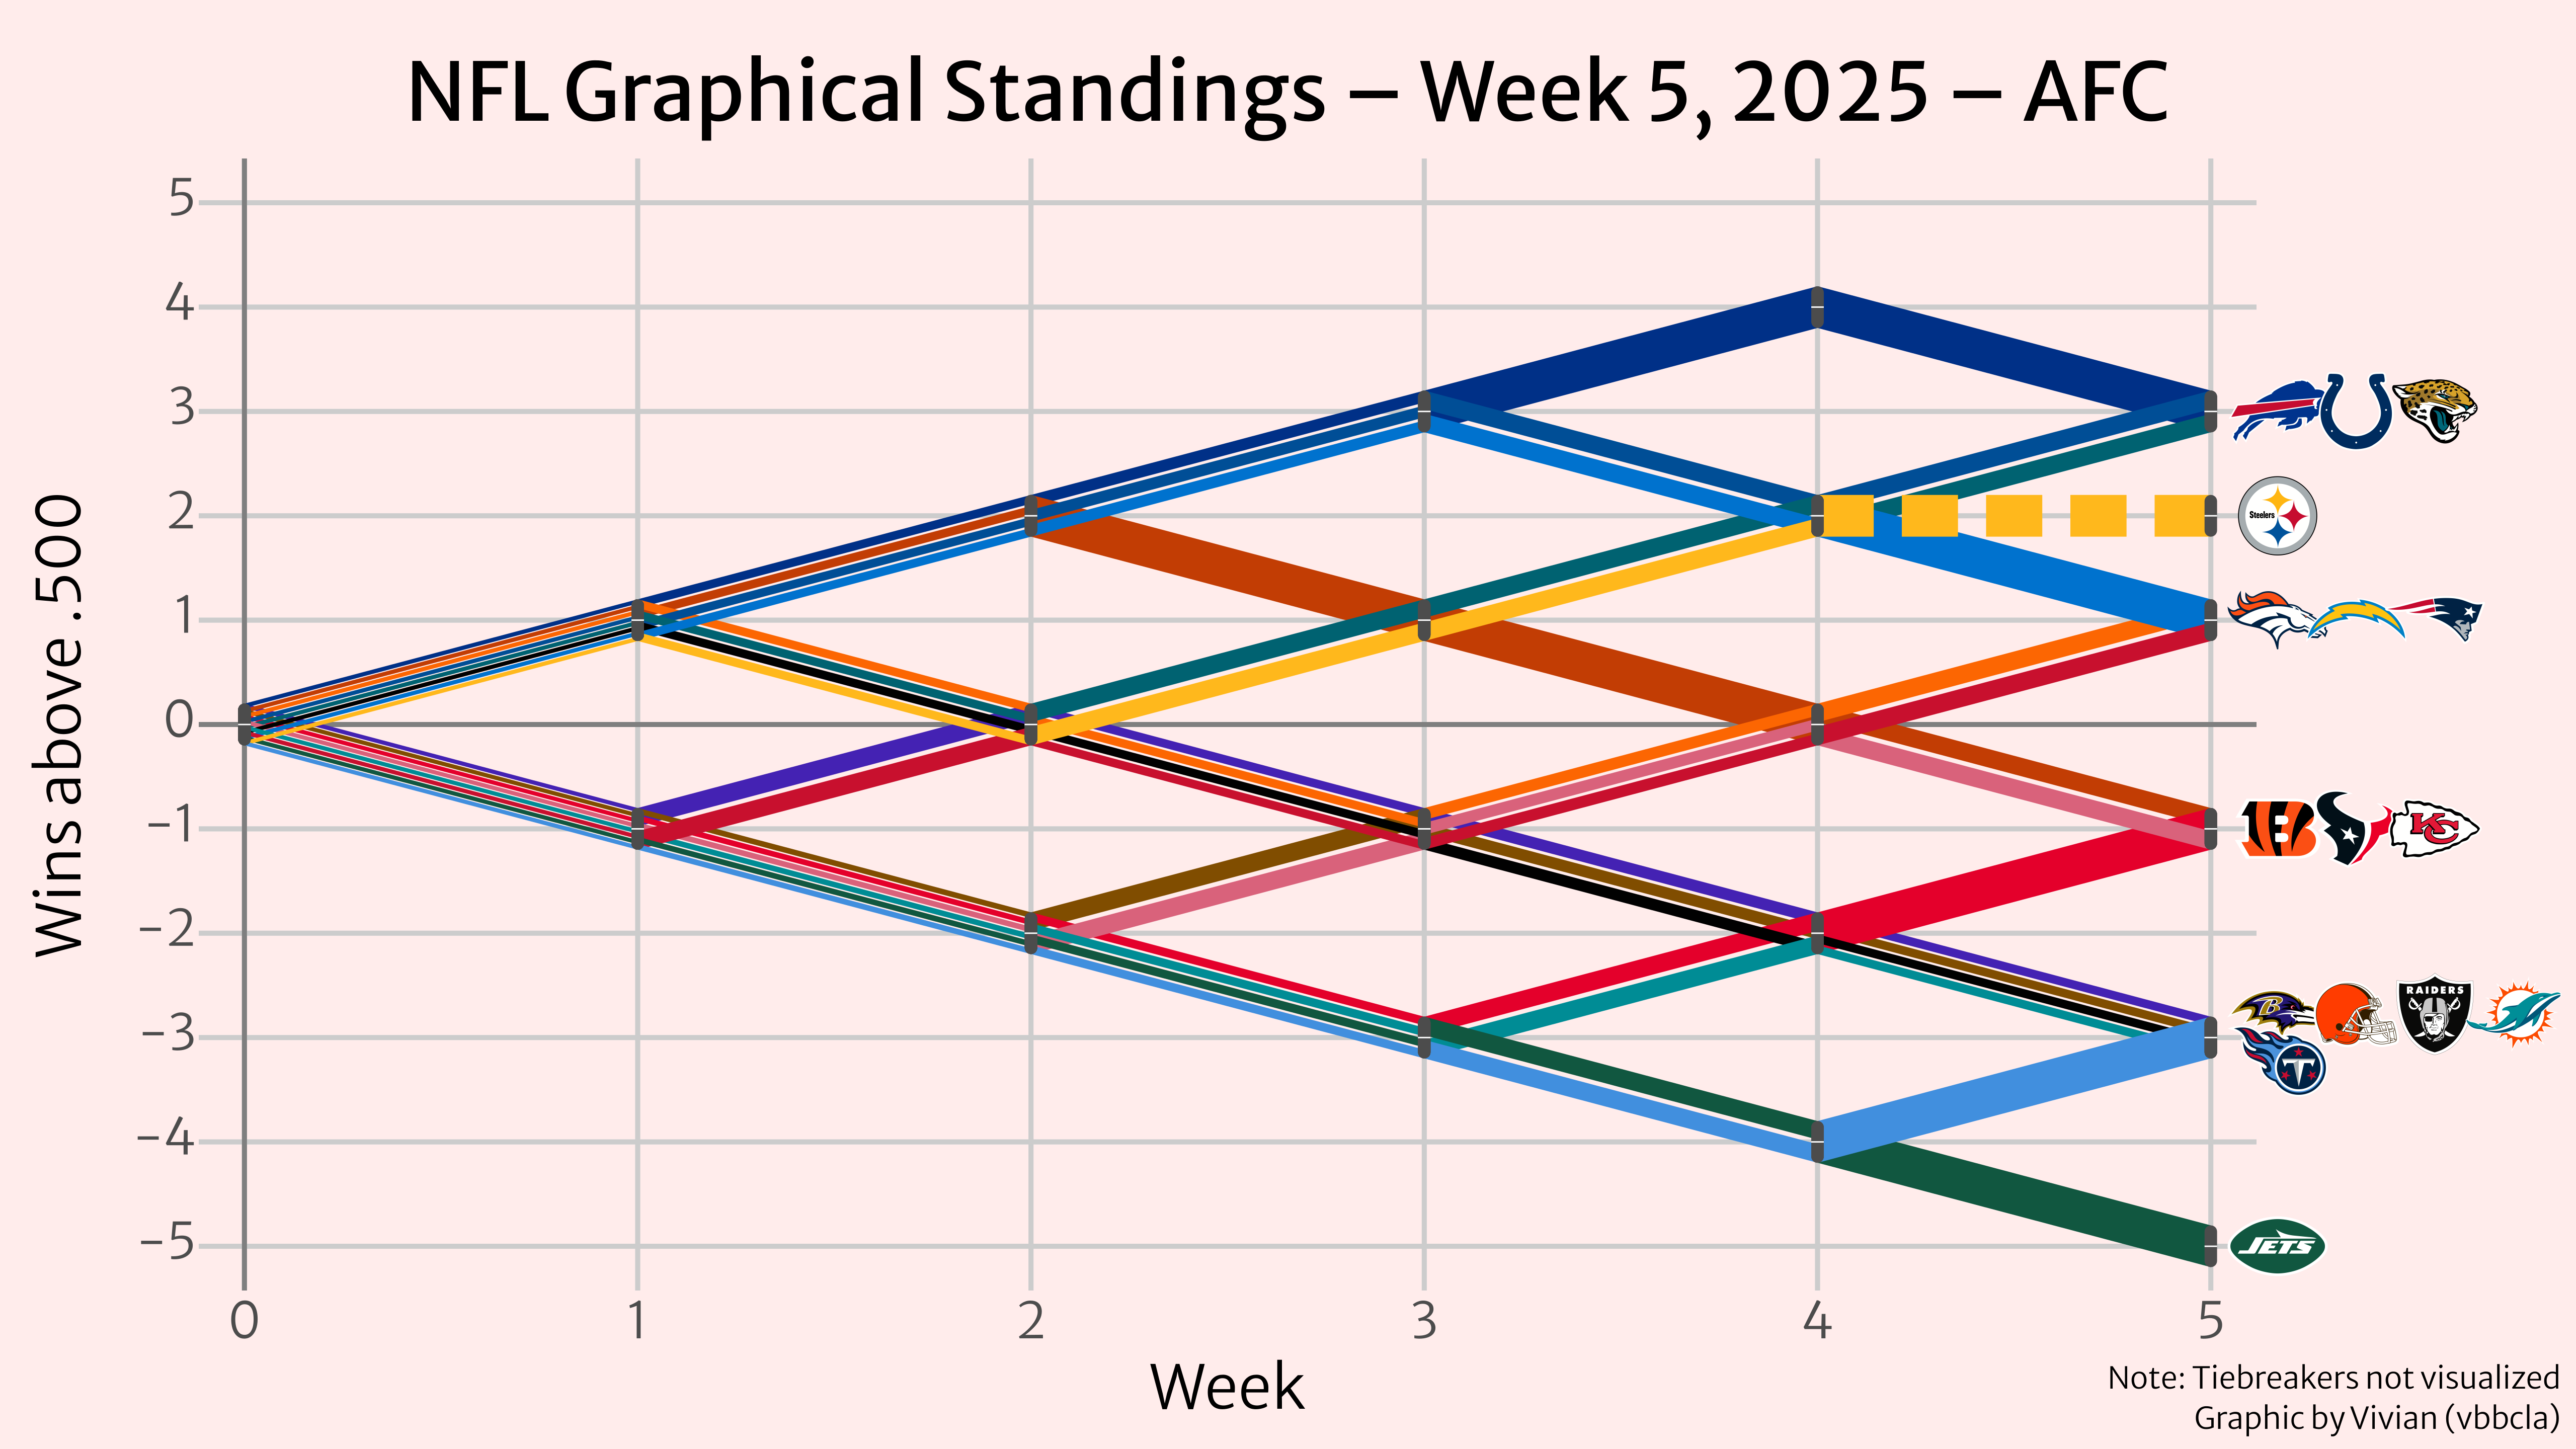 NFL Graphical Standings – Week 5, 2025 – AFC
Wins above .500
5
4
3
2
1
0
−1
−2
−3
−4
−5
0 1 2 3 4 5
Week
Steelers
B
KC
B
RAIDERS
T
JETS
Note: Tiebreakers not visualized
Graphic by Vivian (vbbcla)